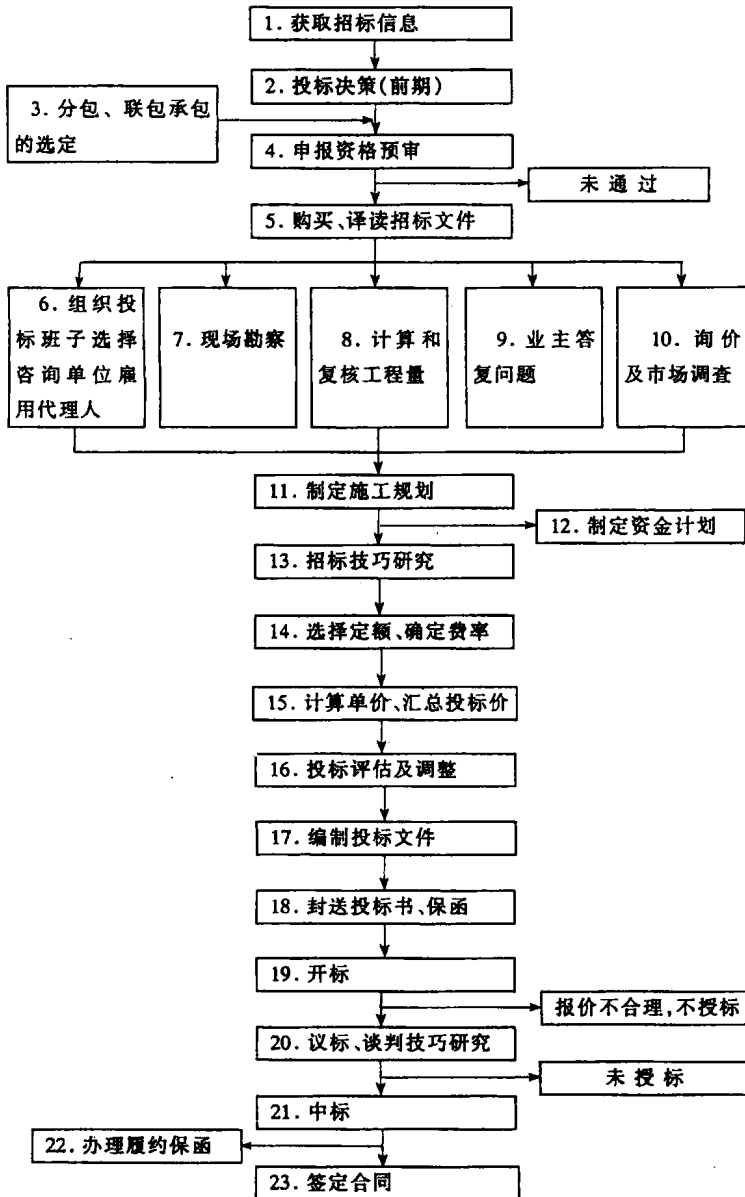 1. 获取招标信息
2. 投标决策(前期)
3. 分包、联包承包
的选定
4. 申报资格预审
未通过
5. 购买、译读招标文件
6. 组织投
标班子选择
咨询单位雇
用代理人
7. 现场勘察
8. 计算和
复核工程量
9. 业主答
复问题
10. 询价
及市场调查
11. 制定施工规划
12. 制定资金计划
13. 招标技巧研究
14. 选择定额、确定费率
15. 计算单价、汇总投标价
16. 投标评估及调整
17. 编制投标文件
18. 封送投标书、保函
19. 开标
报价不合理,不授标
20. 议标、谈判技巧研究
未授标
21. 中标
22. 办理履约保函
23. 签定合同